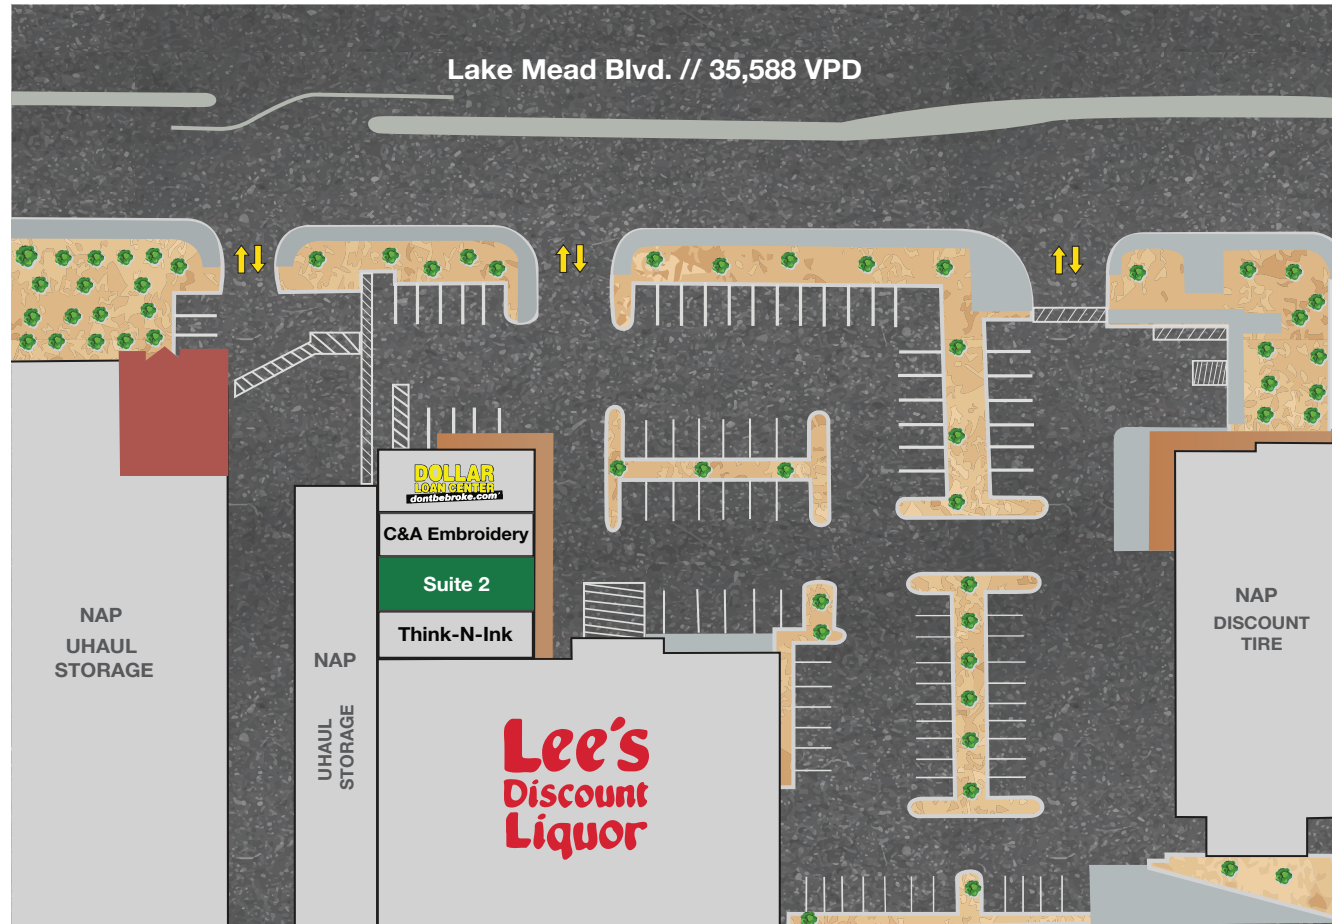 Lake Mead Blvd. // 35,588 VPD
DOLLAR
LOAN CENTER
dontbebroke.com
C&A Embroidery
Suite 2
Think-N-Ink
NAP
UHAUL
STORAGE
NAP
UHAUL
STORAGE
Lee's
Discount
Liquor
NAP
DISCOUNT
TIRE